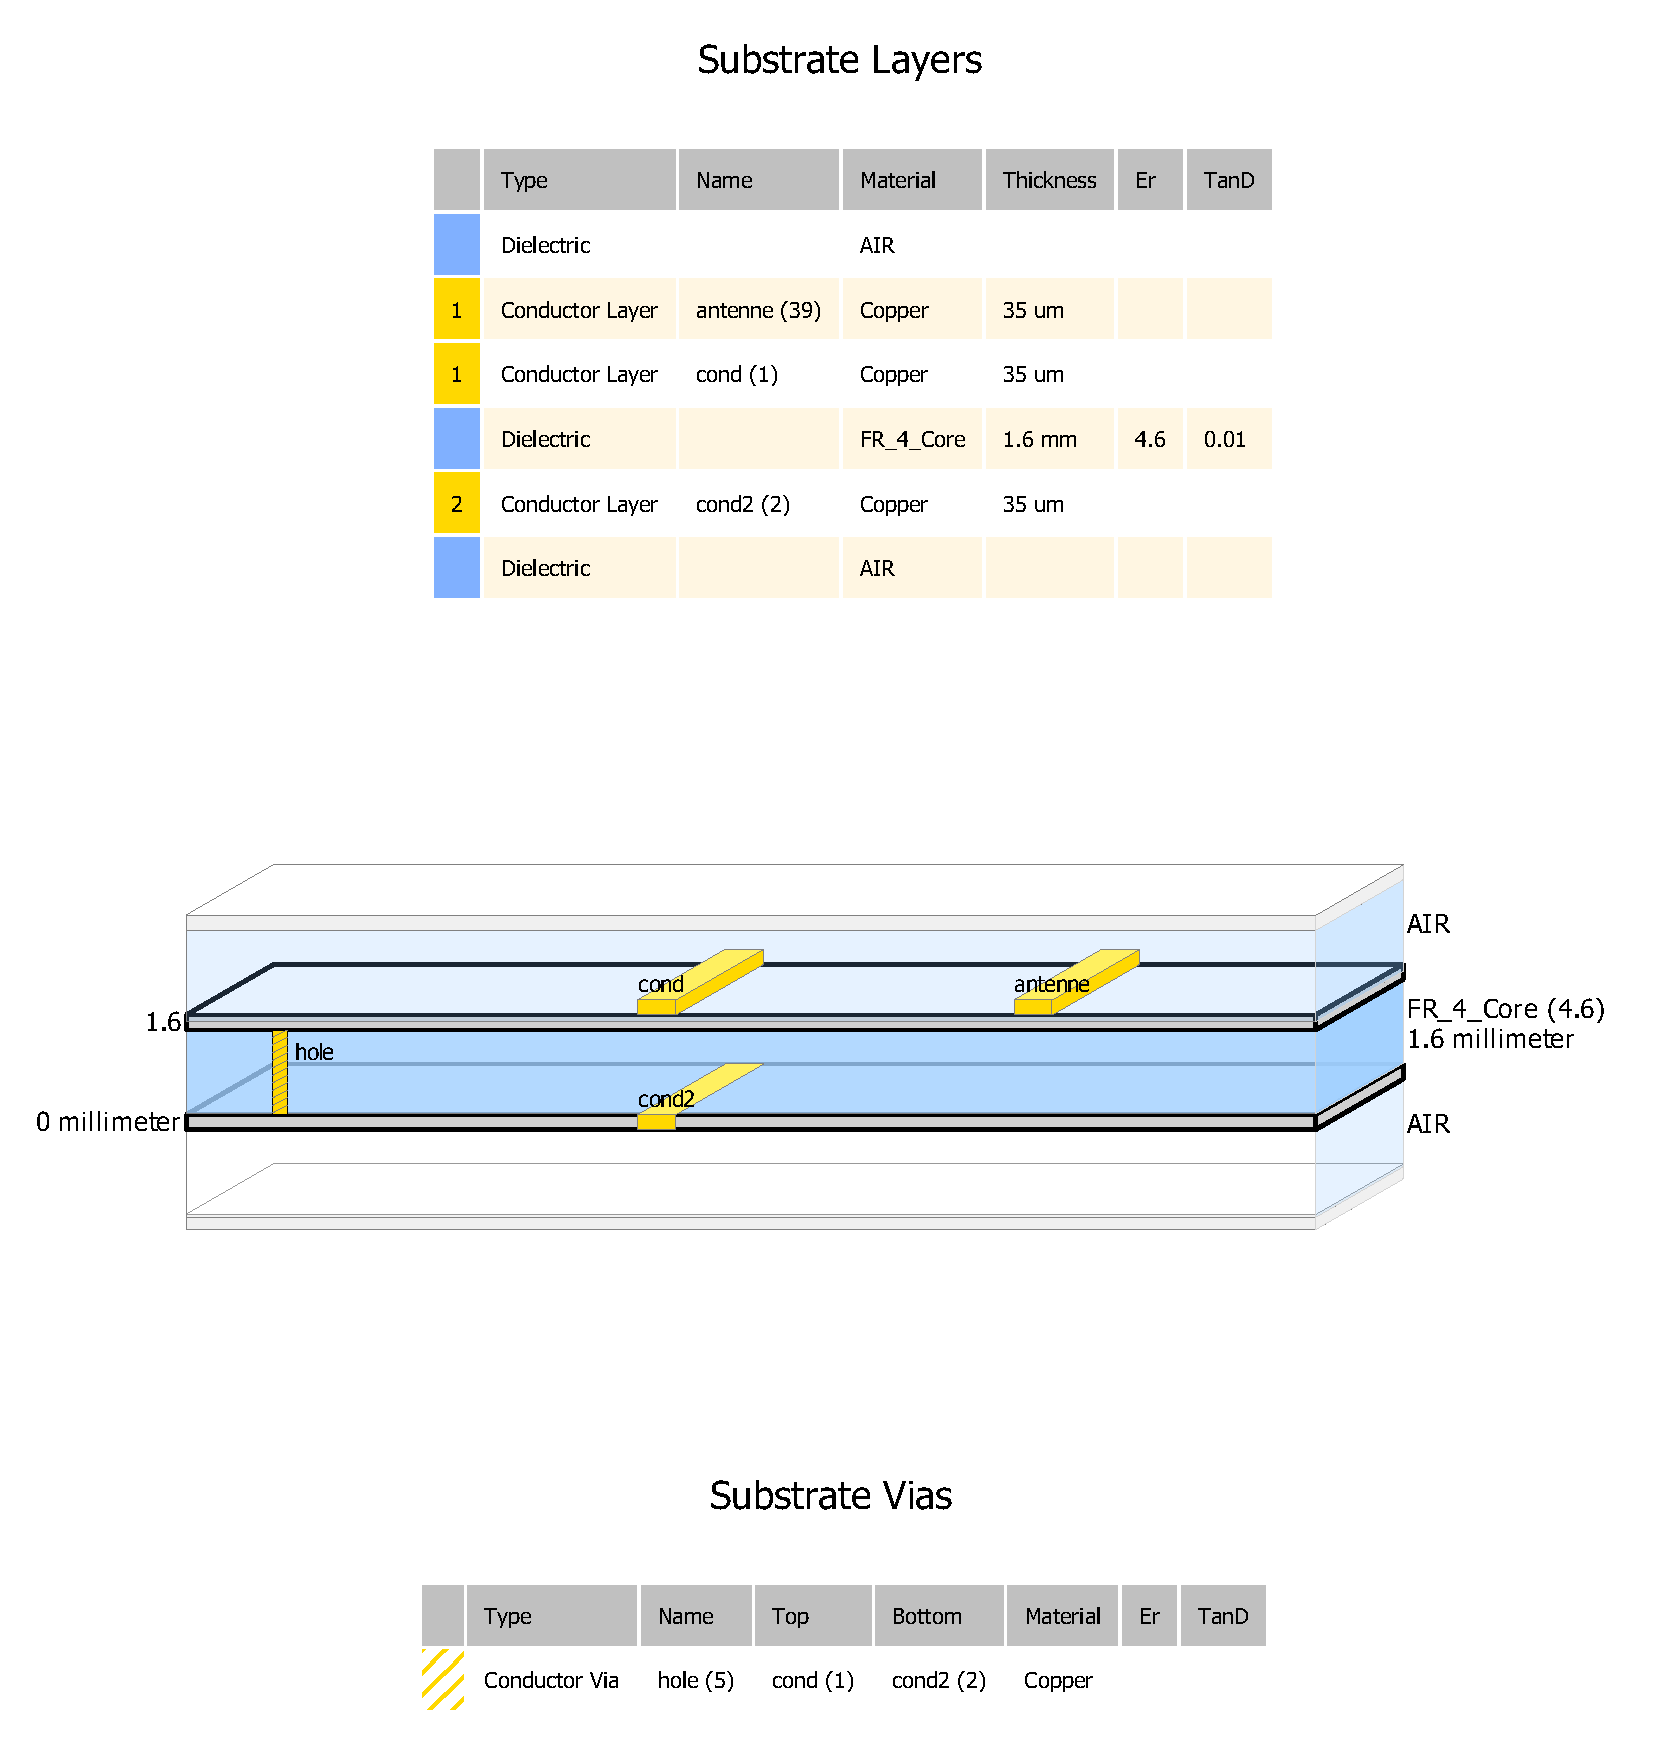 Substrate Layers
Type Name Material Thickness Er TanD
Dielectric AIR
1 Conductor Layer antenne (39) Copper 35 um
1 Conductor Layer cond (1) Copper 35 um
Dielectric FR_4_Core 1.6 mm 4.6 0.01
2 Conductor Layer cond2 (2) Copper 35 um
Dielectric AIR
AIR
cond antenne
FR_4_Core (4.6)
1.6
1.6 millimeter
hole
cond2
0 millimeter
AIR
Substrate Vias
Type Name Top Bottom Material Er TanD
Conductor Via hole (5) cond (1) cond2 (2) Copper